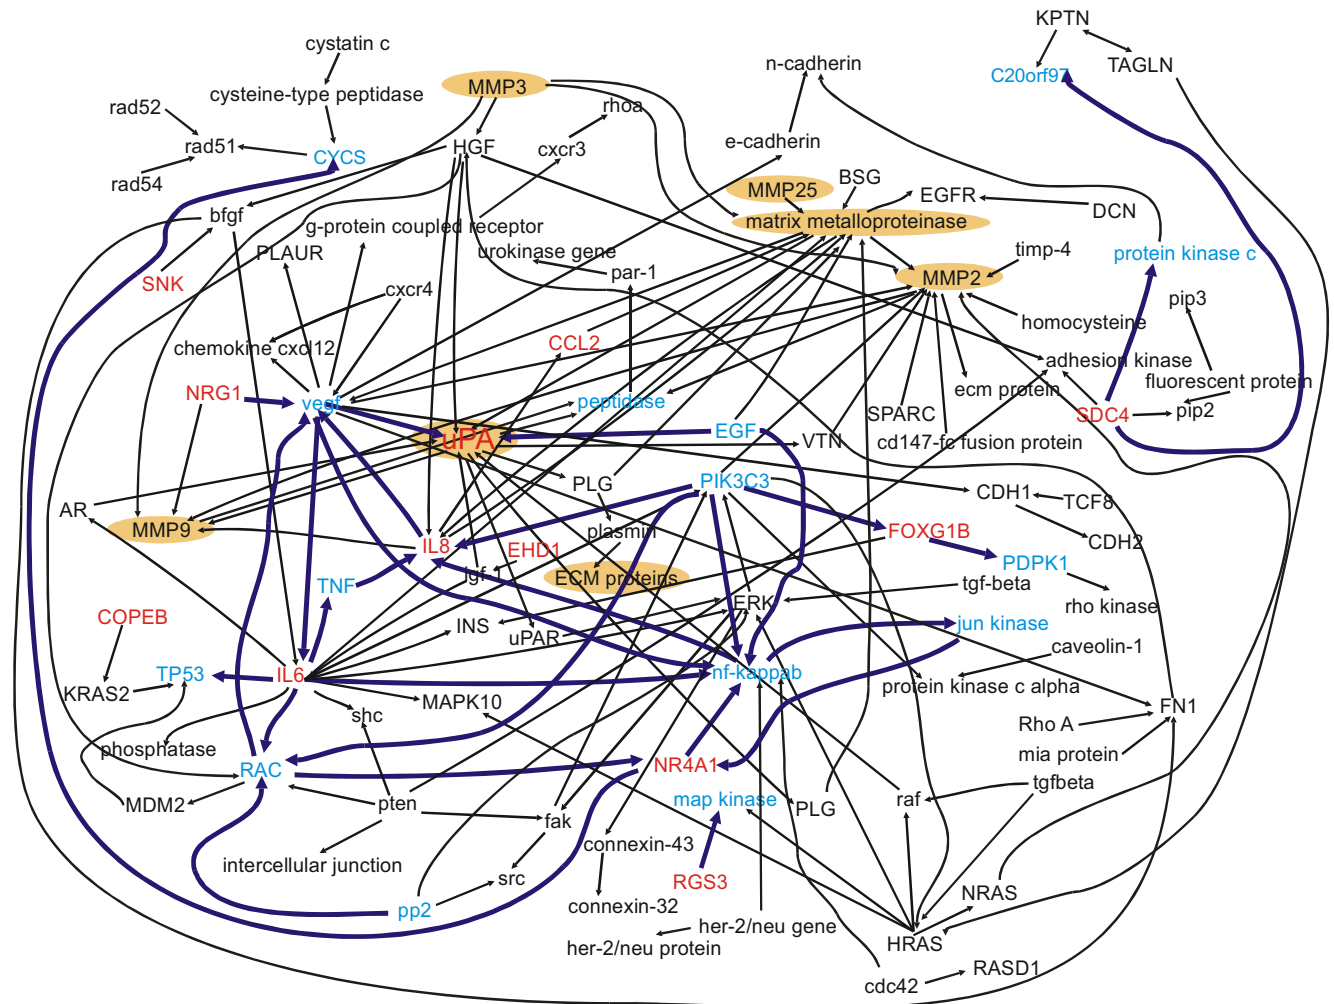 KPTN
cystatin c
n-cadherin
TAGLN
C20orf97
MMP3
cysteine-type peptidase
rad52
rhoa
rad51
HGF
cxcr3
e-cadherin
CYCS
rad54
MMP25
BSG
EGFR
DCN
bfgf
g-protein coupled receptor
matrix metalloproteinase
PLAUR
urokinase gene
timp-4
protein kinase c
par-1
MMP2
SNK
cxcr4
pip3
homocysteine
chemokine cxcl12
CCL2
adhesion kinase
NRG1
vegf
peptidase
ecm protein
fluorescent protein
SPARC
SDC4
pip2
uPA
EGF
VTN
cd147-fc fusion protein
PLG
PIK3C3
CDH1
TCF8
AR
MMP9
plasmin
FOXG1B
CDH2
IL8
EHD1
igf-1
ECM proteins
PDPK1
TNF
tgf-beta
rho kinase
ERK
COPEB
INS
uPAR
jun kinase
caveolin-1
TP53
IL6
nf-kappab
KRAS2
MAPK10
protein kinase c alpha
FN1
shc
Rho A
phosphatase
mia protein
RAC
NR4A1
tgfbeta
MDM2
pten
map kinase
PLG
raf
fak
connexin-43
intercellular junction
src
RGS3
NRAS
connexin-32
pp2
her-2/neu gene
her-2/neu protein
HRAS
RASD1
cdc42